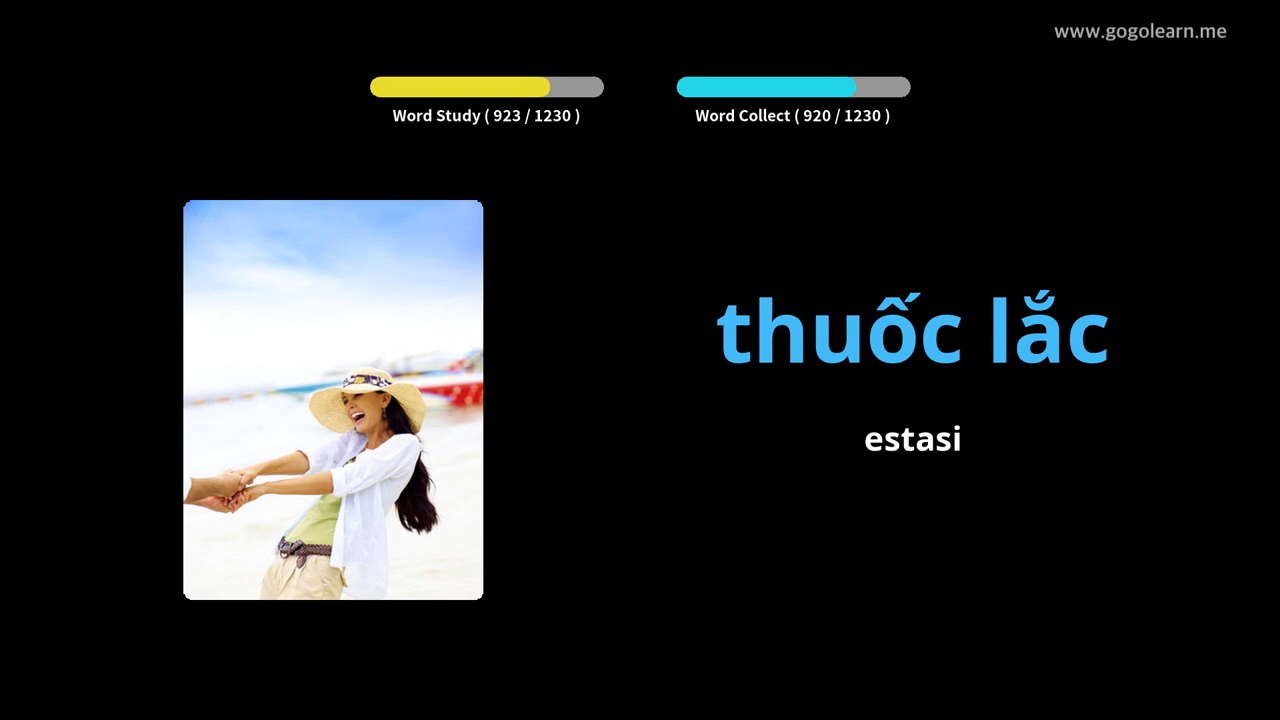 www.gogolearn.me
Word Study ( 923 / 1230 )
Word Collect ( 920 / 1230 )
thuốc lắc
estasi